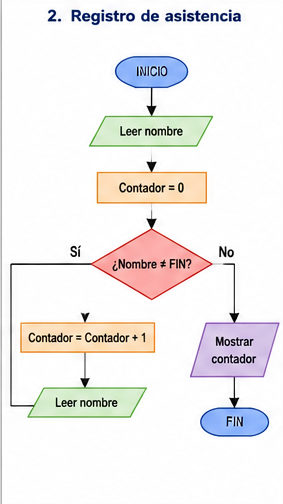 2. Registro de asistencia
INICIO
Leer nombre
Contador = 0
¿Nombre ≠ FIN?
Sí
No
Contador = Contador + 1
Leer nombre
Mostrar
contador
FIN